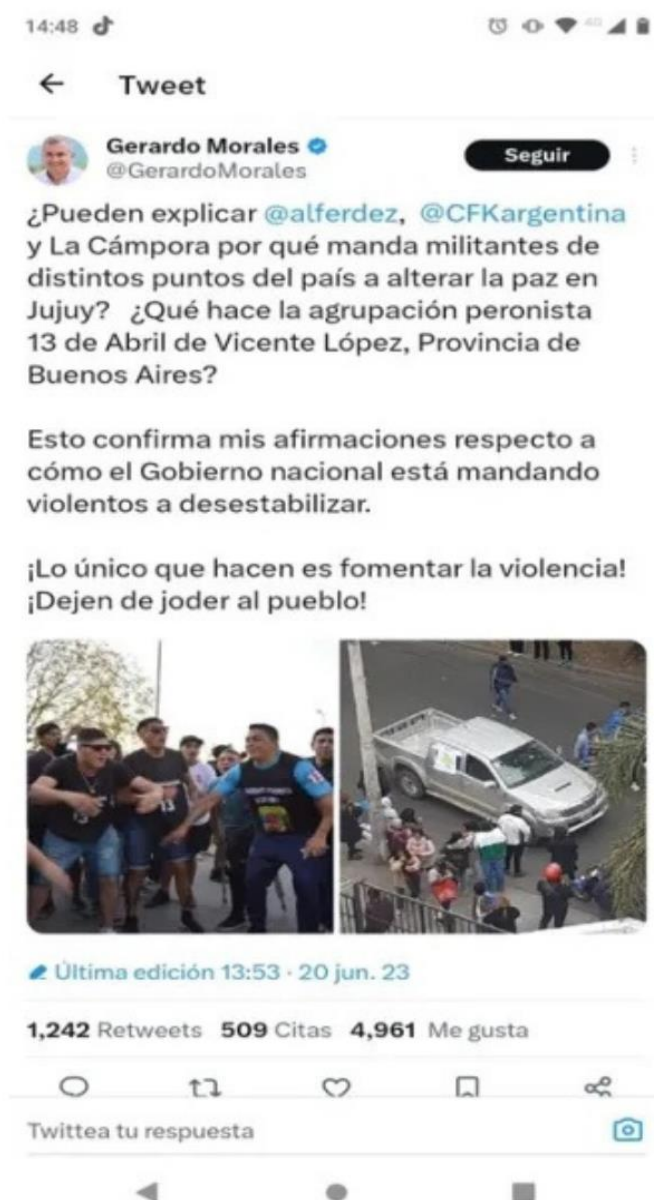 14:48
4G
Tweet
Gerardo Morales
@GerardoMorales
Seguir
¿Pueden explicar @alferdez, @CFKargentina
y La Cámpora por qué manda militantes de
distintos puntos del país a alterar la paz en
Jujuy? ¿Qué hace la agrupación peronista
13 de Abril de Vicente López, Provincia de
Buenos Aires?
Esto confirma mis afirmaciones respecto a
cómo el Gobierno nacional está mandando
violentos a desestabilizar.
¡Lo único que hacen es fomentar la violencia!
¡Dejen de joder al pueblo!
13
Última edición 13:53 · 20 jun. 23
1,242 Retweets 509 Citas 4,961 Me gusta
Twittea tu respuesta